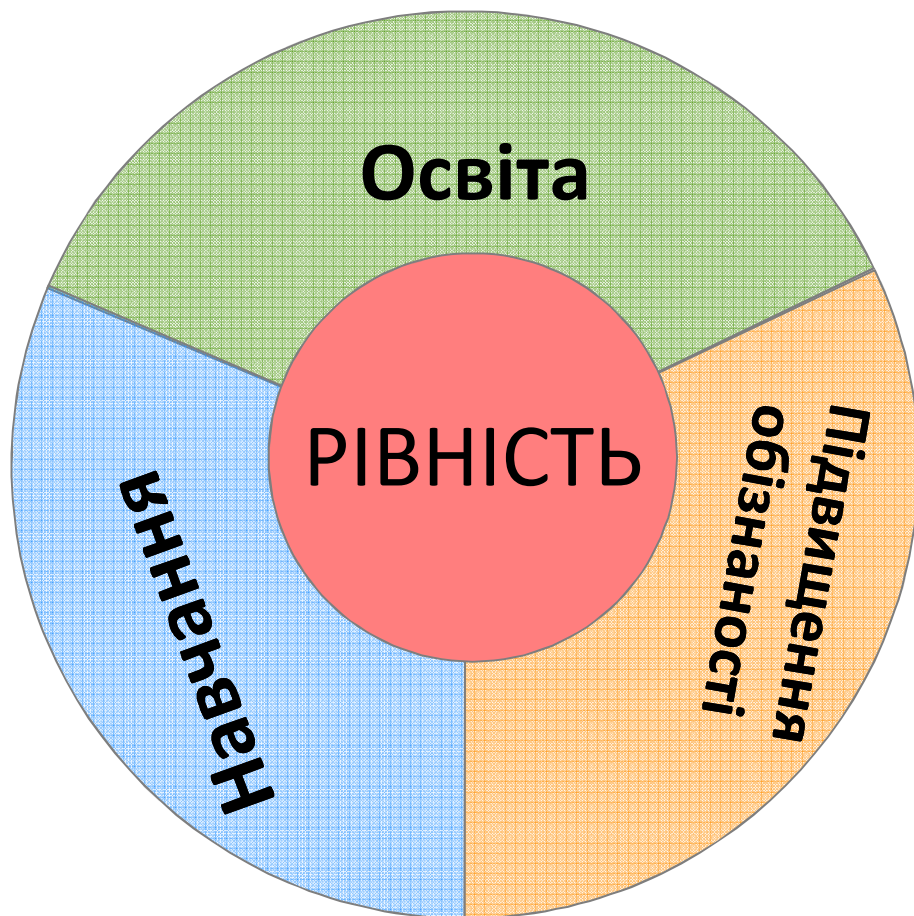 Освіта
РІВНІСТЬ
Підвищення
обізнаності
Навчання